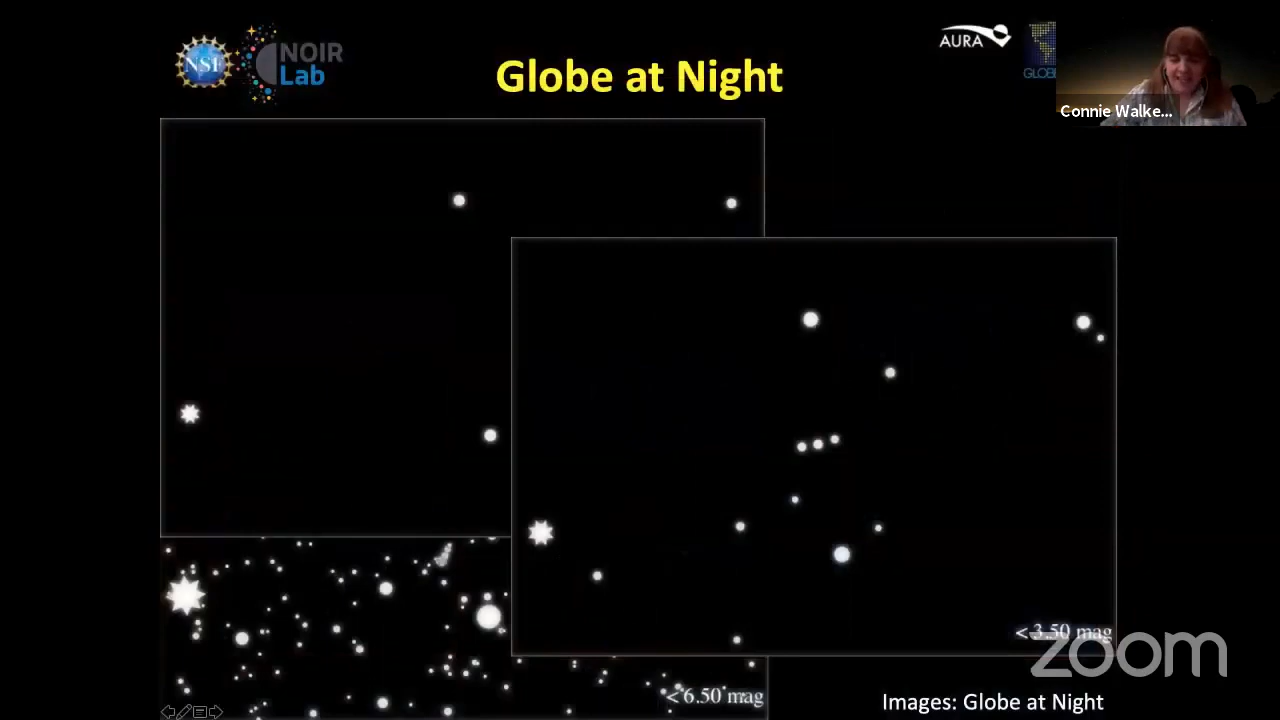 NSF
NOIR
Lab
Globe at Night
AURA
Connie Walke...
< 3.50 mag
zoom
< 6.50 mag
Images: Globe at Night